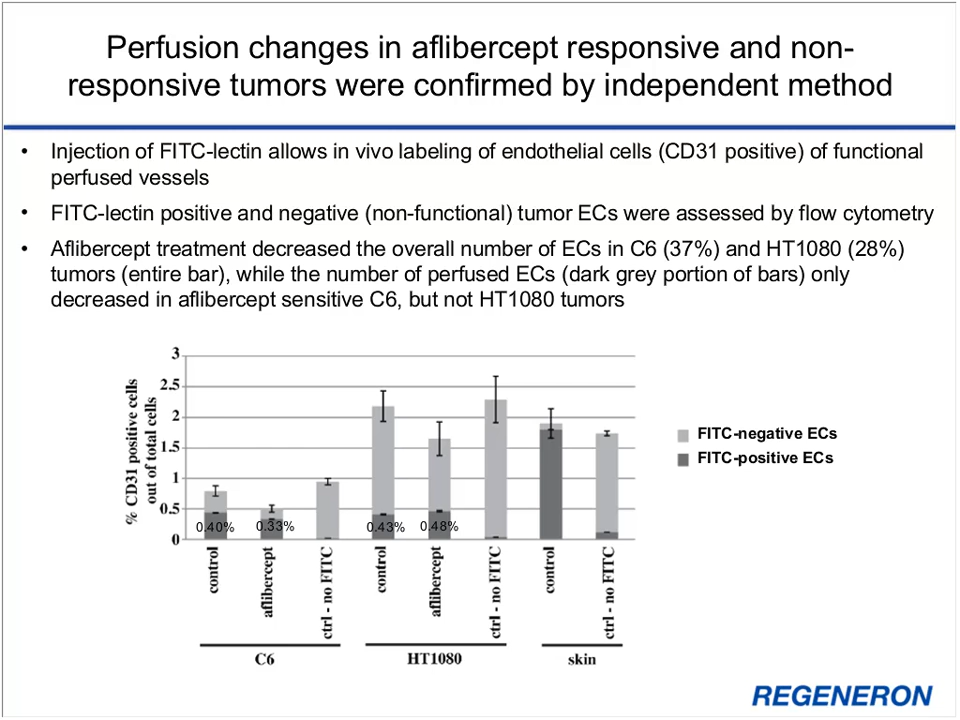 Perfusion changes in aflibercept responsive and non-
responsive tumors were confirmed by independent method
• Injection of FITC-lectin allows in vivo labeling of endothelial cells (CD31 positive) of functional
perfused vessels
• FITC-lectin positive and negative (non-functional) tumor ECs were assessed by flow cytometry
• Aflibercept treatment decreased the overall number of ECs in C6 (37%) and HT1080 (28%)
tumors (entire bar), while the number of perfused ECs (dark grey portion of bars) only
decreased in aflibercept sensitive C6, but not HT1080 tumors
% CD31 positive cells
out of total cells
3
2.5
2
1.5
1
0.5
0
0.40% 0.33% 0.43% 0.48%
control
aflibercept
ctrl - no FITC
control
aflibercept
ctrl - no FITC
control
ctrl - no FITC
C6 HT1080 skin
FITC-negative ECs
FITC-positive ECs
REGENERON